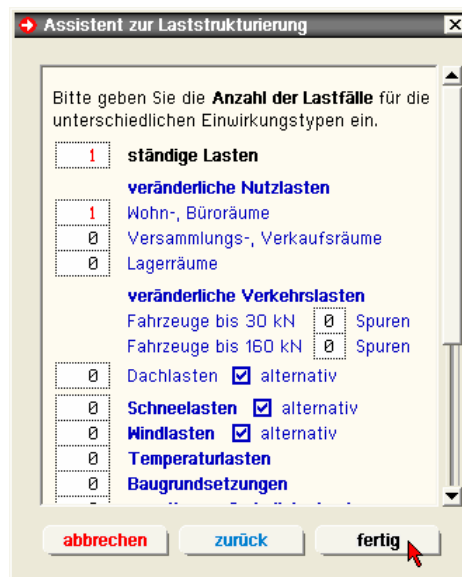 Assistent zur Laststrukturierung
Bitte geben Sie die Anzahl der Lastfälle für die
unterschiedlichen Einwirkungstypen ein.
1 ständige Lasten
veränderliche Nutzlasten
1 Wohn-, Büroräume
0 Versammlungs-, Verkaufsräume
0 Lagerräume
veränderliche Verkehrslasten
Fahrzeuge bis 30 kN 0 Spuren
Fahrzeuge bis 160 kN 0 Spuren
0 Dachlasten alternativ
0 Schneelasten alternativ
0 Windlasten alternativ
0 Temperaturlasten
0 Baugrundsetzungen
abbrechen zurück fertig